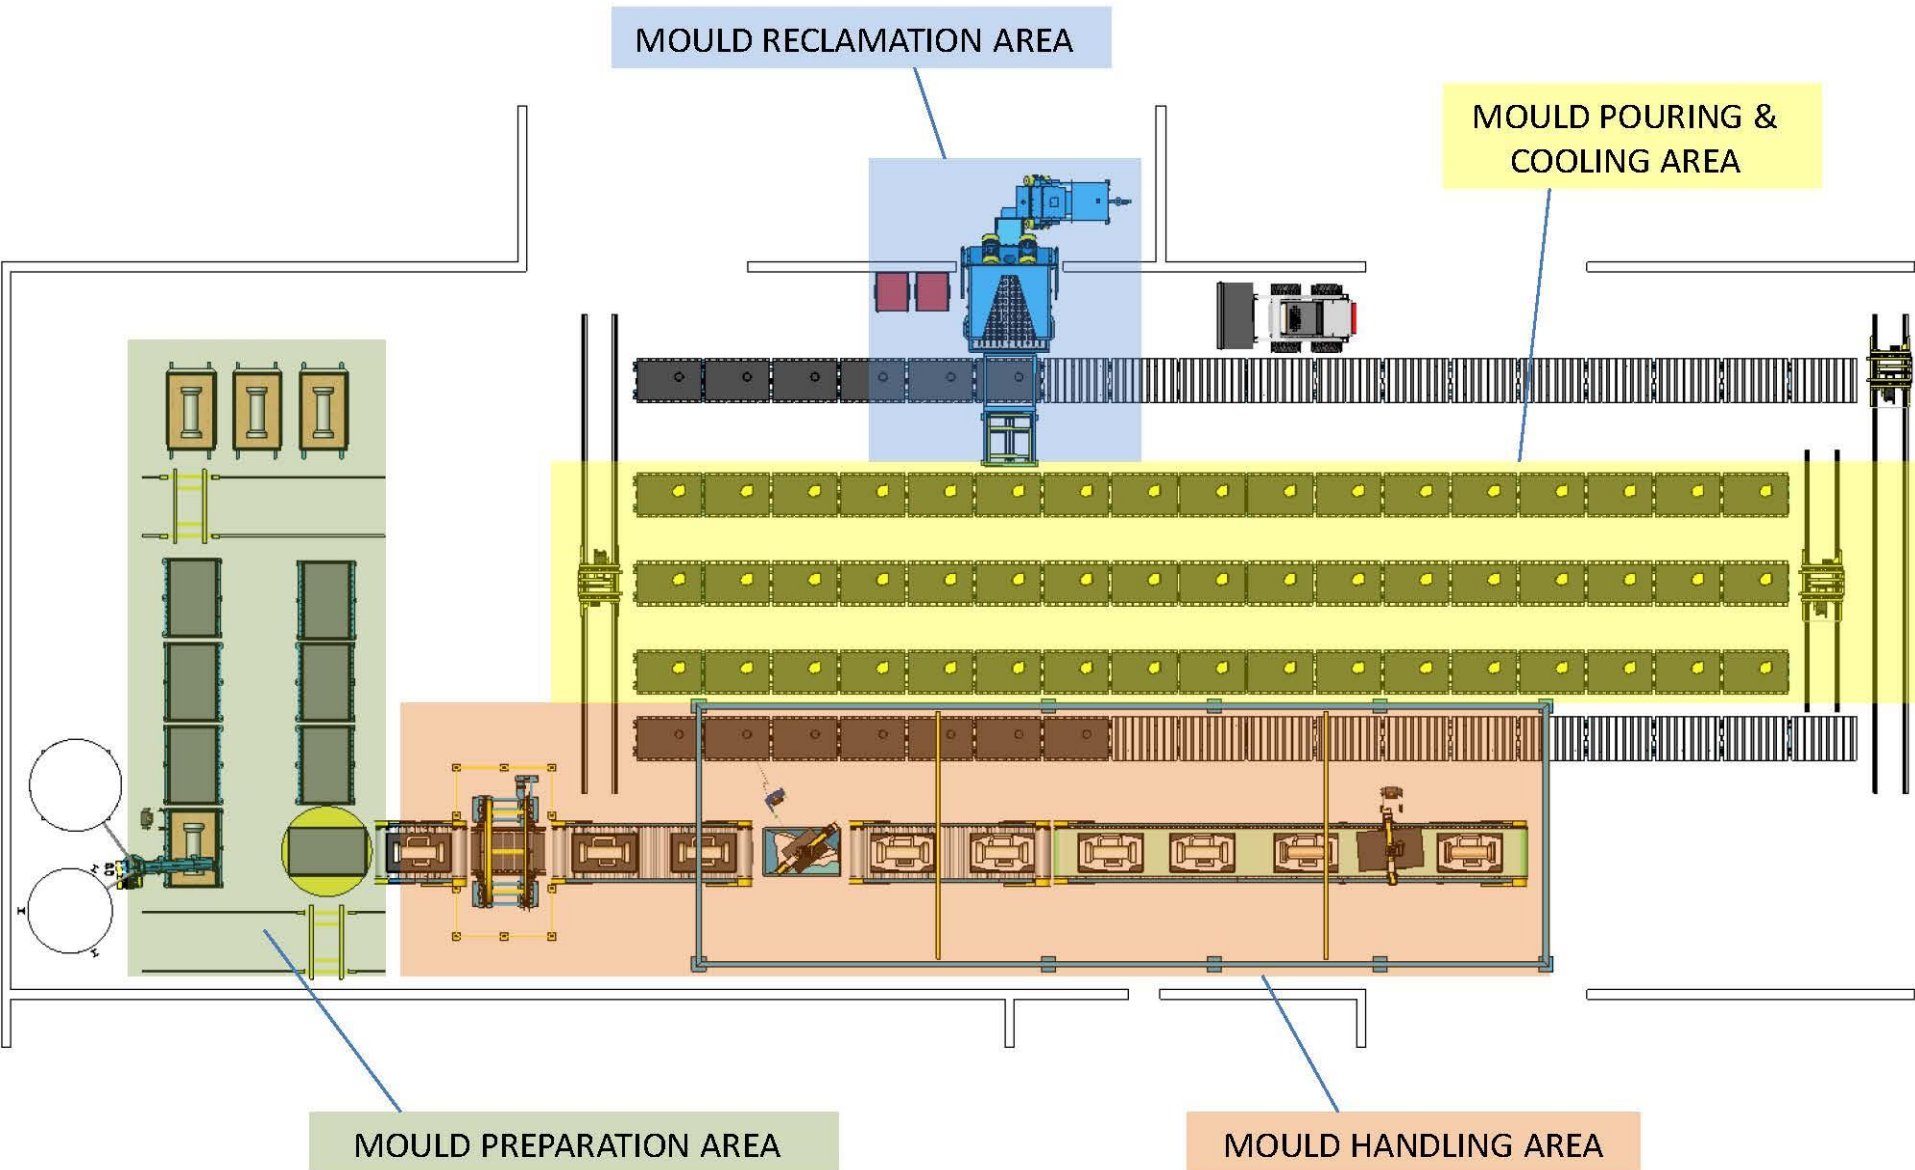 MOULD RECLAMATION AREA
MOULD POURING &
COOLING AREA
MOULD PREPARATION AREA
MOULD HANDLING AREA